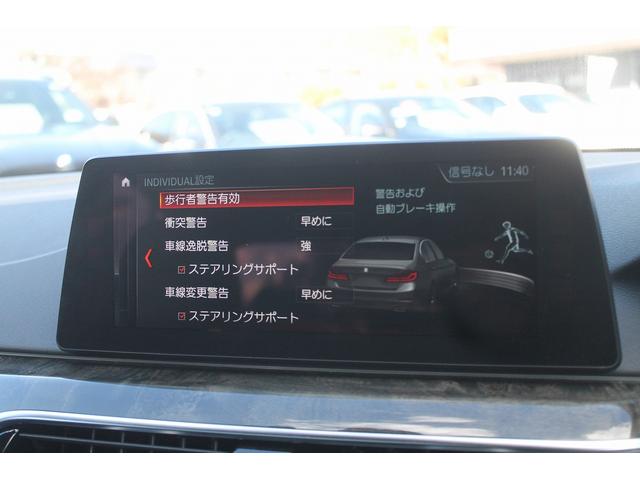 信号なし 11:40
INDIVIDUAL設定
歩行者警告有効
衝突警告 早めに
車線逸脱警告 強
ステアリングサポート
車線変更警告 早めに
ステアリングサポート
警告および
自動ブレーキ操作